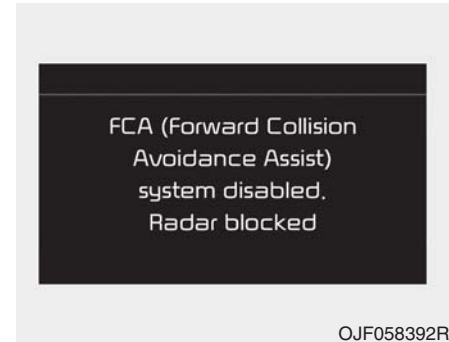 FCA (Forward Collision
Avoidance Assist)
system disabled.
Radar blocked
OJF058392R